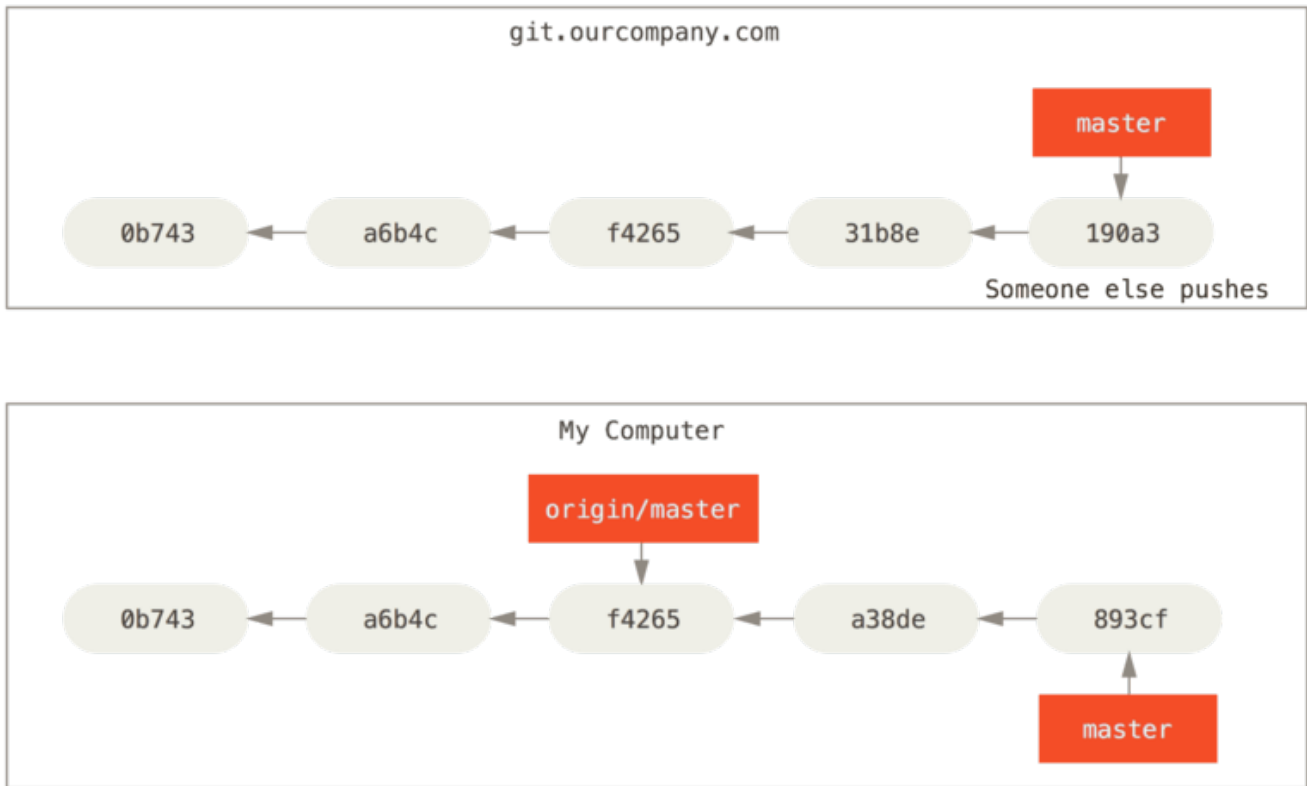 git.ourcompany.com
master
0b743 a6b4c f4265 31b8e 190a3
Someone else pushes
My Computer
origin/master
0b743 a6b4c f4265 a38de 893cf
master